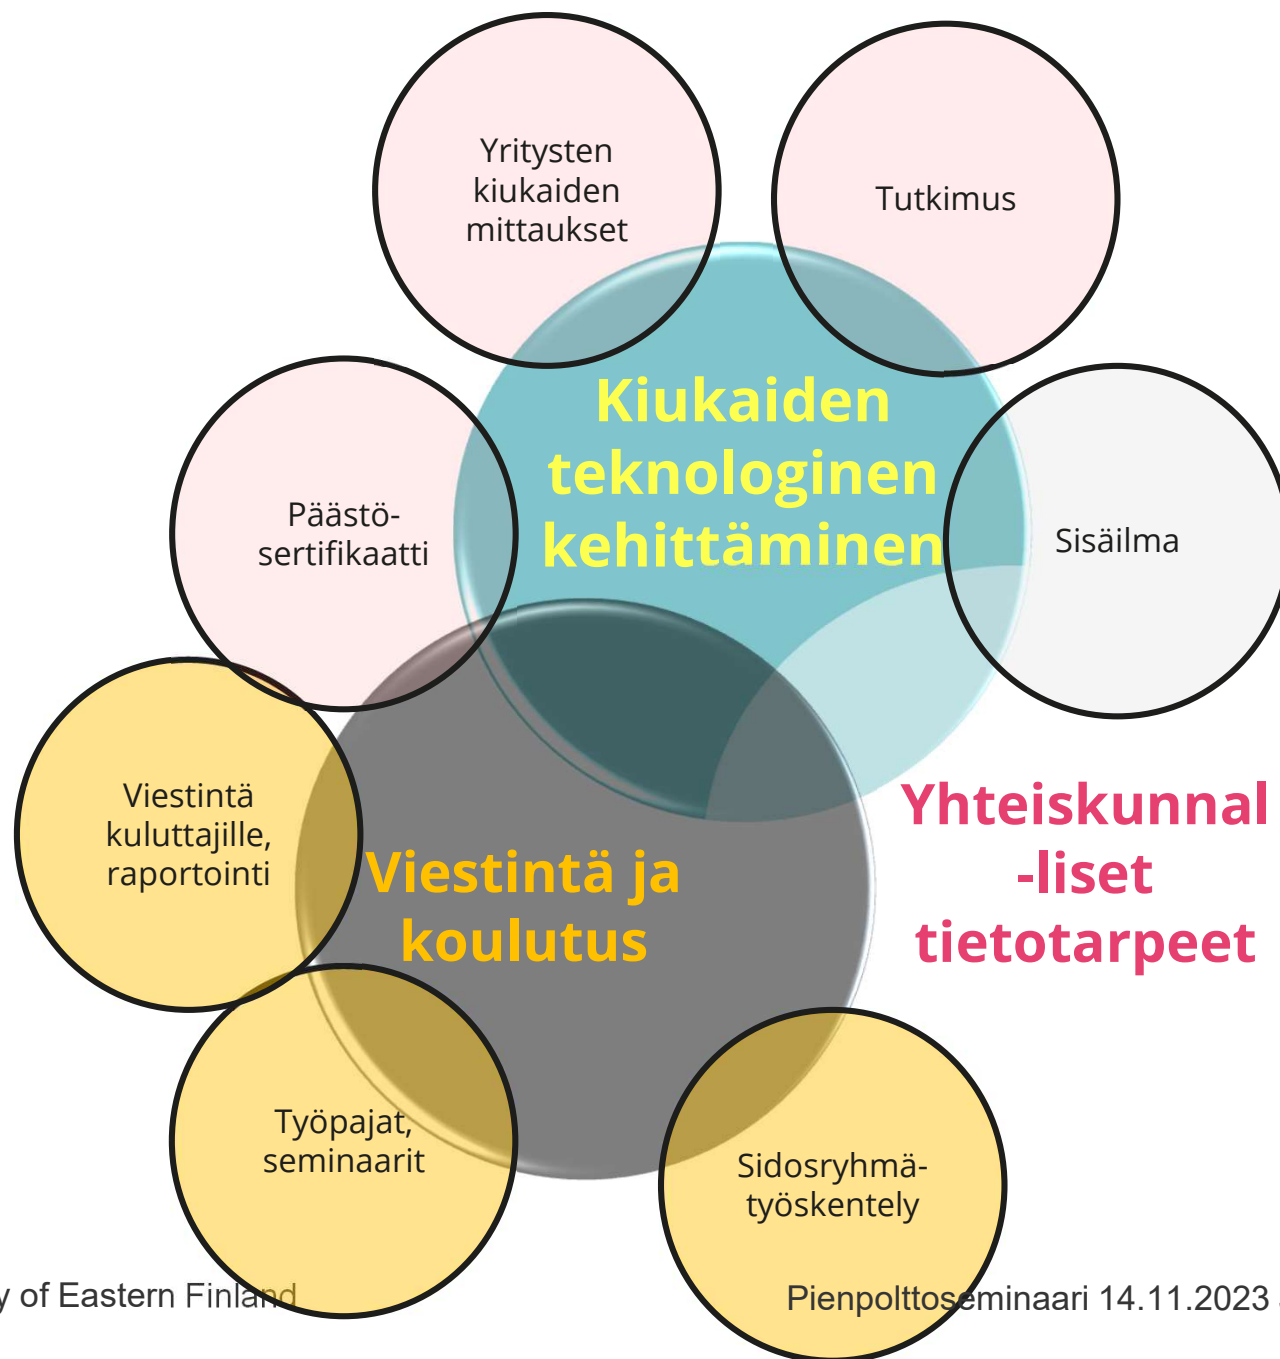 Yritysten
kiukaiden
mittaukset
Tutkimus
Kiukaiden
teknologinen
kehittäminen
Päästö-
sertifikaatti
Sisäilma
Viestintä
kuluttajille,
raportointi
Viestintä ja
koulutus
Yhteiskunnal
-liset
tietotarpeet
Työpajat,
seminaarit
Sidosryhmä-
työskentely
y of Eastern Finland
Pienpolttoseminaari 14.11.2023